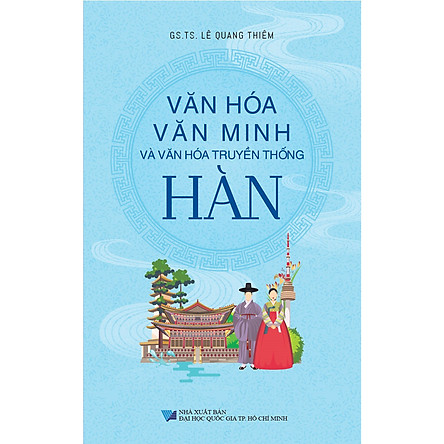 GS.TS. LÊ QUANG THIÊM
VĂN HÓA
VĂN MINH
VÀ VĂN HÓA TRUYỀN THỐNG
HÀN
NHÀ XUẤT BẢN
ĐẠI HỌC QUỐC GIA TP. HỒ CHÍ MINH